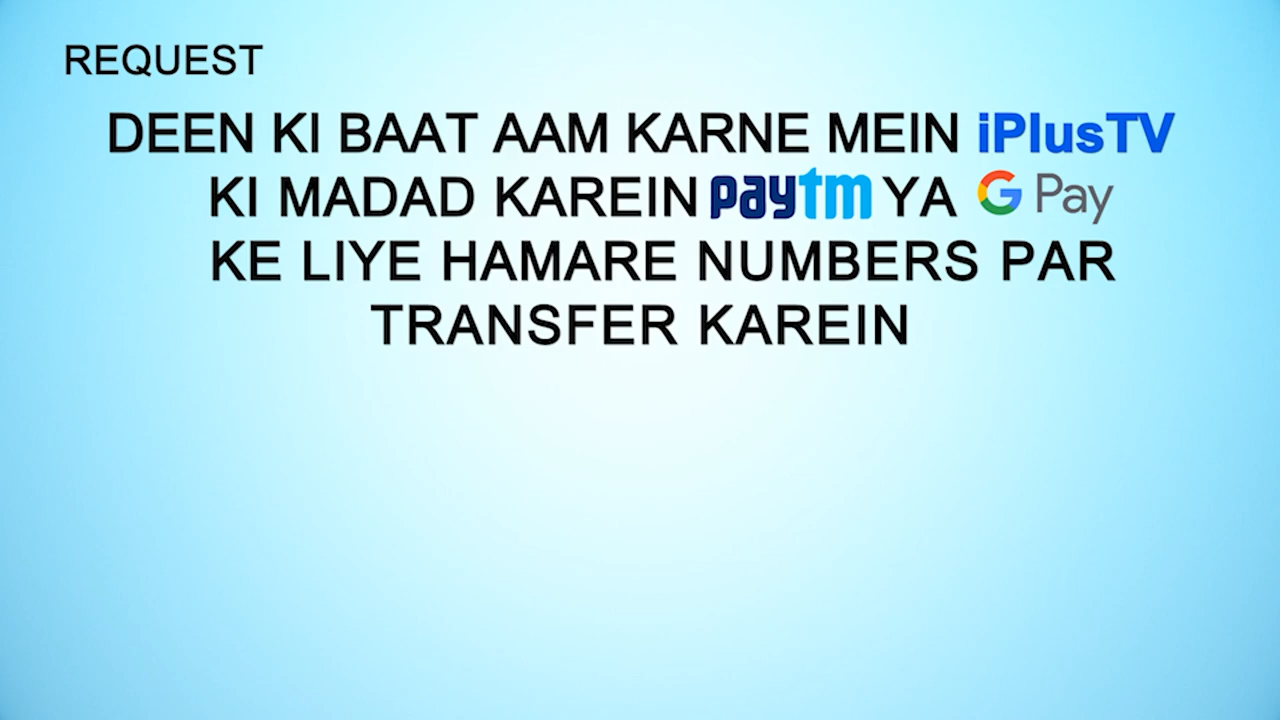 REQUEST
DEEN KI BAAT AAM KARNE MEIN iPlusTV
KI MADAD KAREIN paytm YA G Pay
KE LIYE HAMARE NUMBERS PAR
TRANSFER KAREIN